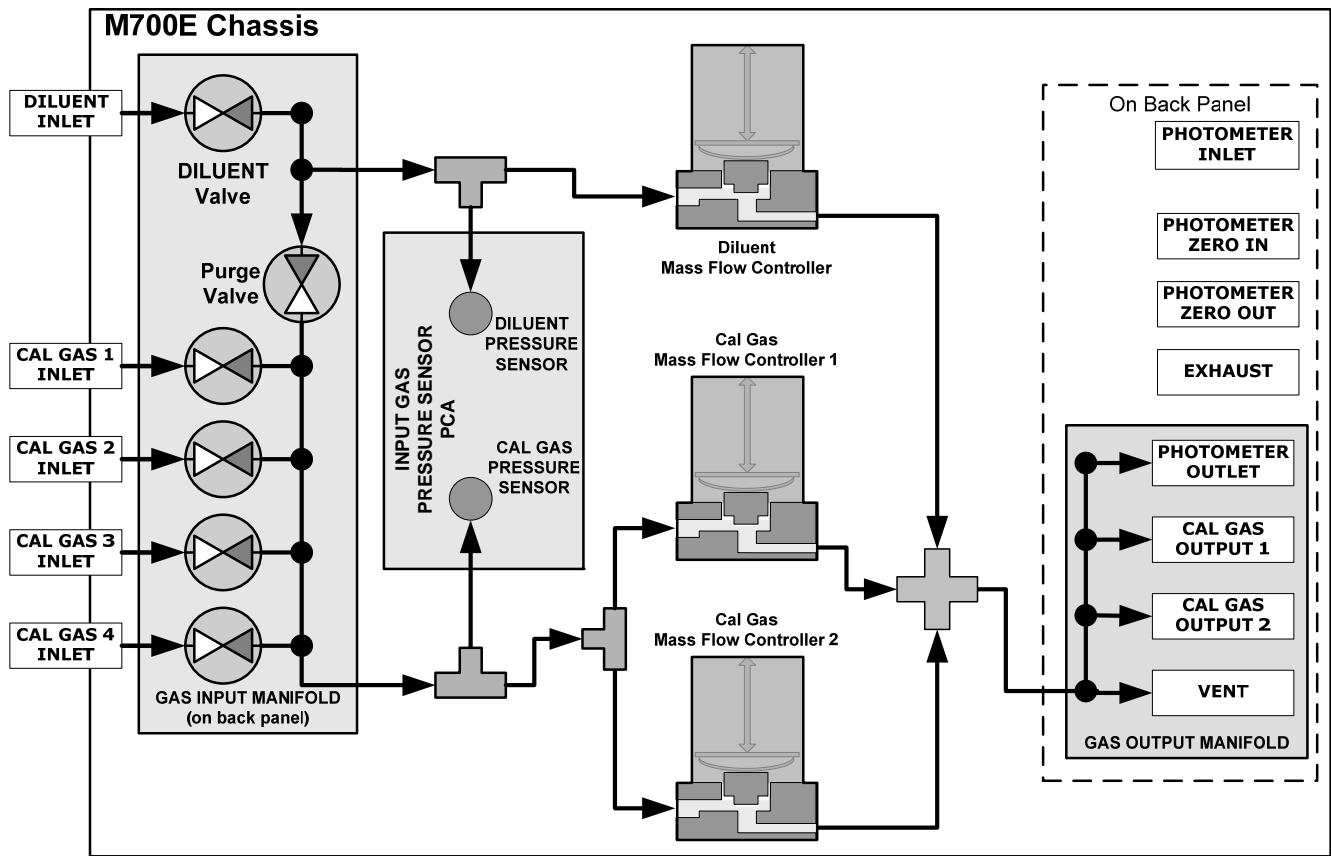 M700E Chassis
DILUENT
INLET
DILUENT
Valve
Purge
Valve
CAL GAS 1
INLET
CAL GAS 2
INLET
CAL GAS 3
INLET
CAL GAS 4
INLET
GAS INPUT MANIFOLD
(on back panel)
INPUT GAS
PRESSURE SENSOR
PCA
DILUENT
PRESSURE
SENSOR
CAL GAS
PRESSURE
SENSOR
Diluent
Mass Flow Controller
Cal Gas
Mass Flow Controller 1
Cal Gas
Mass Flow Controller 2
On Back Panel
PHOTOMETER
INLET
PHOTOMETER
ZERO IN
PHOTOMETER
ZERO OUT
EXHAUST
PHOTOMETER
OUTLET
CAL GAS
OUTPUT 1
CAL GAS
OUTPUT 2
VENT
GAS OUTPUT MANIFOLD